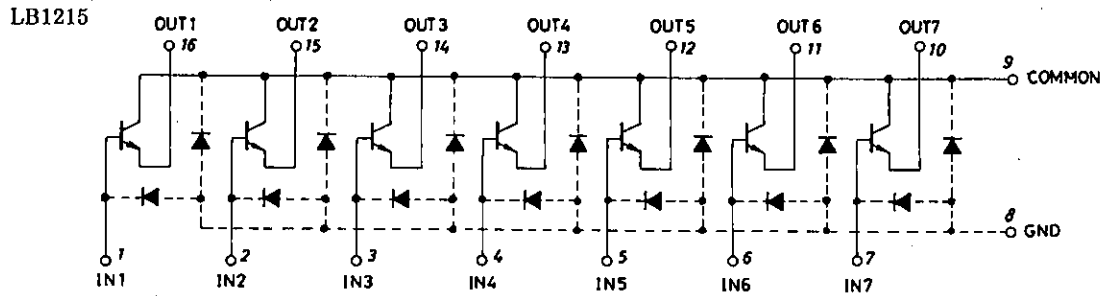 LB1215
OUT1 OUT2 OUT3 OUT4 OUT5 OUT6 OUT7
16 15 14 13 12 11 10
9
COMMON
8
GND
1 2 3 4 5 6 7
IN1 IN2 IN3 IN4 IN5 IN6 IN7